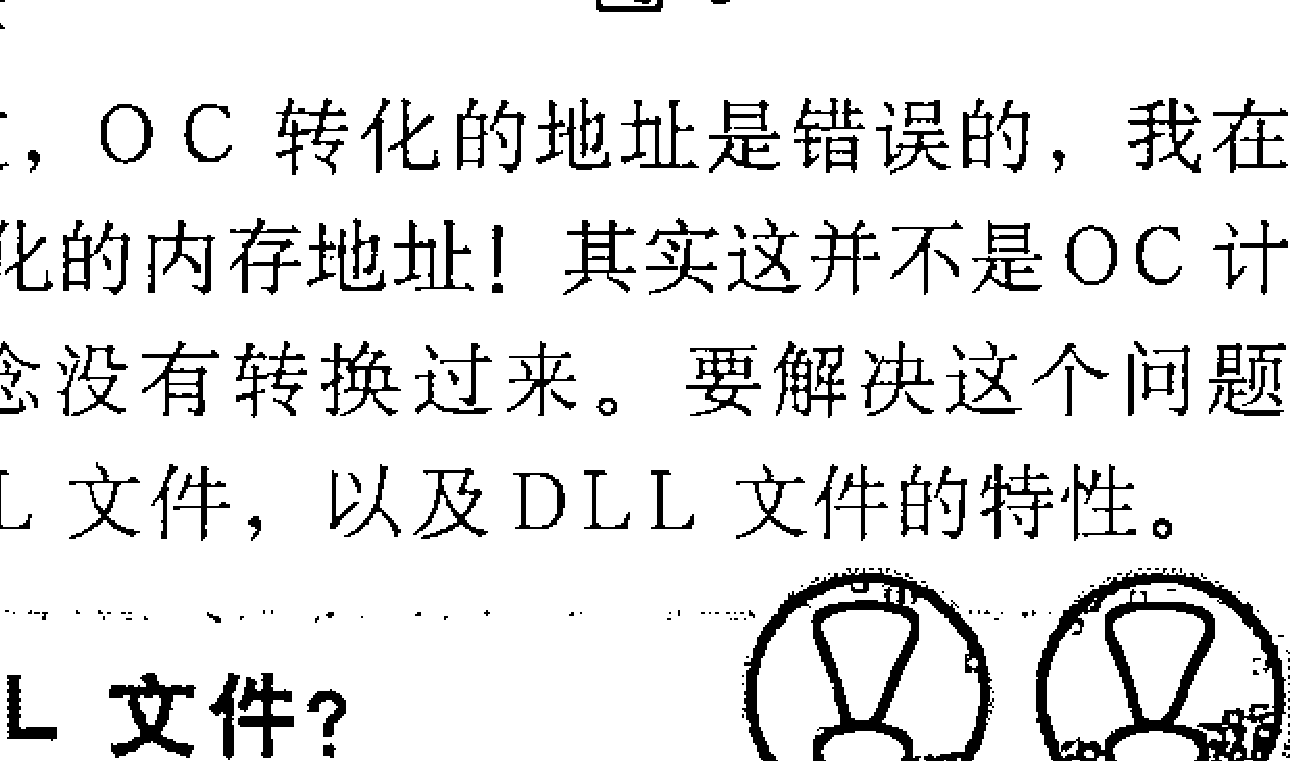 ，OC 转化的地址是错误的，我在
化的内存地址！其实这并不是OC 计
念没有转换过来。要解决这个问题
L 文件，以及DLL 文件的特性。
L 文件?